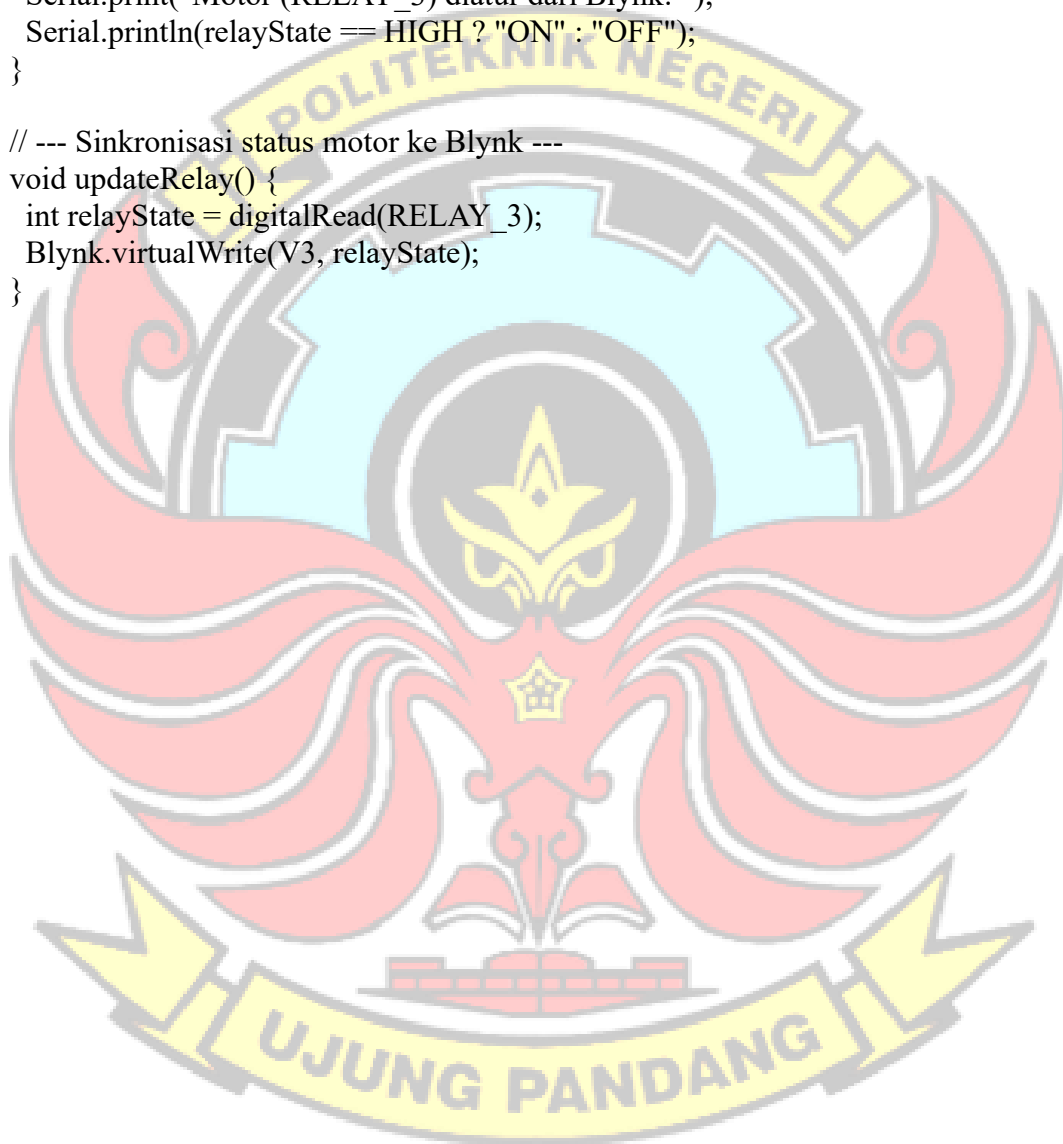 Serial.print("Motor (RELAY_3) diatur dari Blynk: ");
Serial.println(relayState == HIGH ? "ON" : "OFF");
}
// --- Sinkronisasi status motor ke Blynk ---
void updateRelay() {
int relayState = digitalRead(RELAY_3);
Blynk.virtualWrite(V3, relayState);
}
POLITEKNIK NEGERI
UJUNG PANDANG